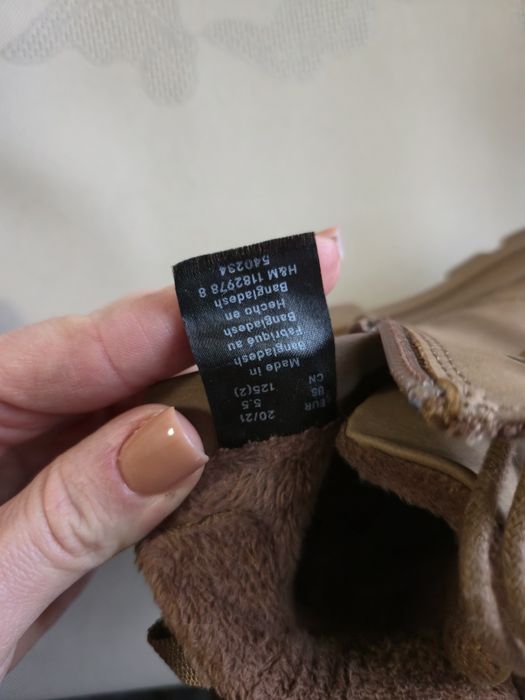 EUR 20/21
US 5.5
CN 125(2)
Made in
Bangladesh
Fabriqué au
Bangladesh
Hecho en
Bangladesh
H&M 1182978 8
540234